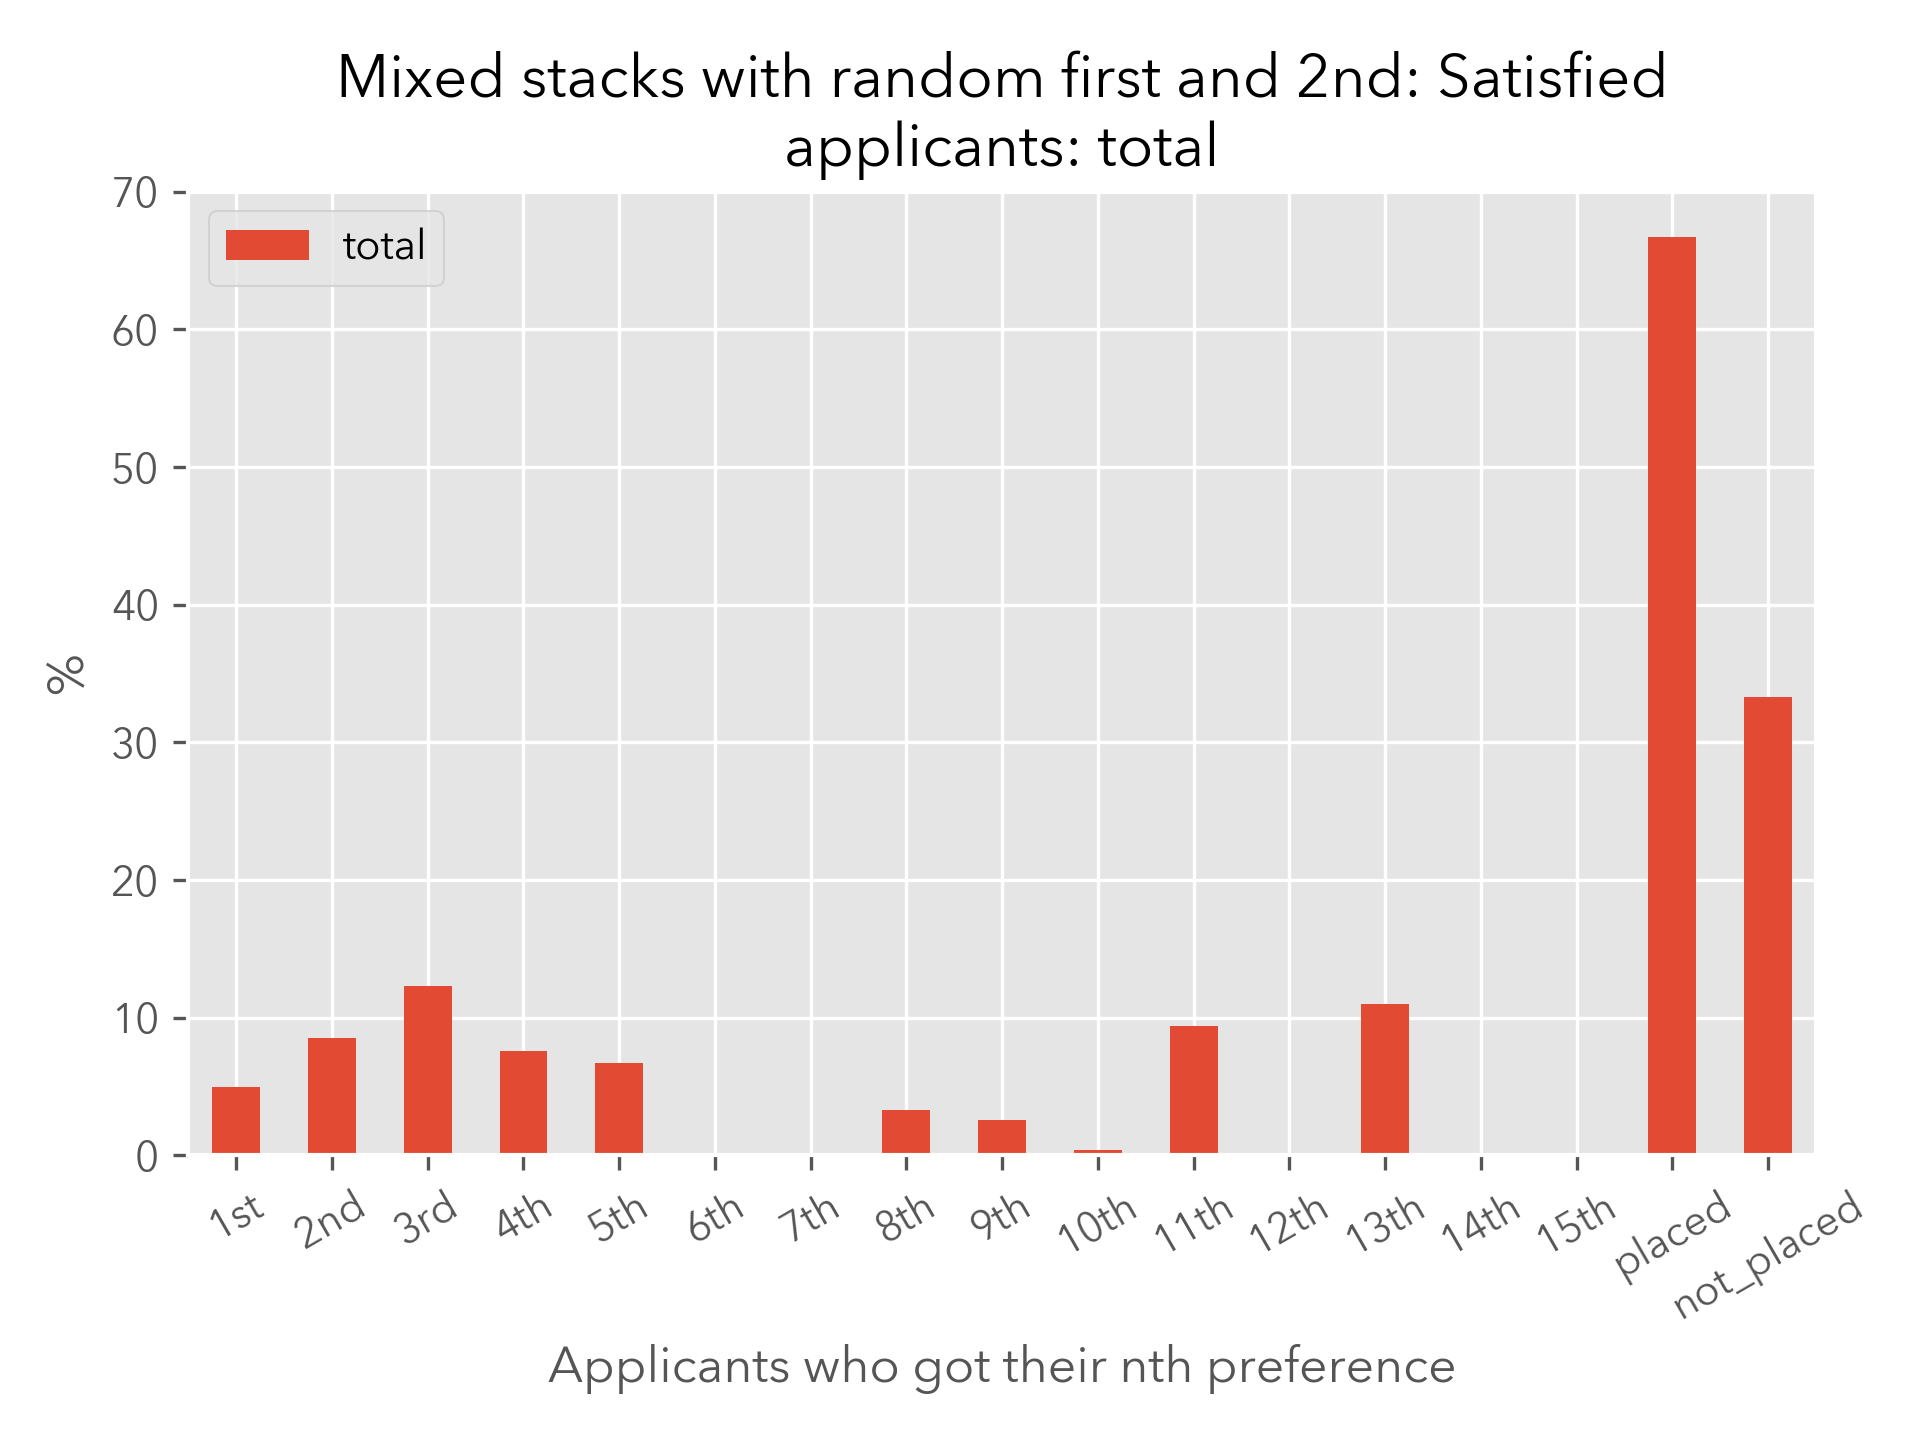 Mixed stacks with random first and 2nd: Satisfied
applicants: total
total
70
60
50
40
30
20
10
0
%
1st 2nd 3rd 4th 5th 6th 7th 8th 9th 10th 11th 12th 13th 14th 15th placed not_placed
Applicants who got their nth preference